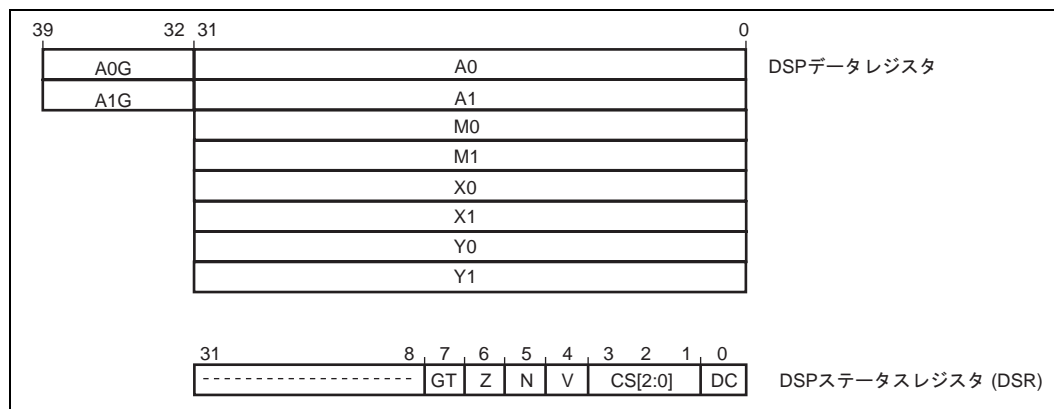 39 32 31 0
A0G A0 DSPデータレジスタ
A1G A1
M0
M1
X0
X1
Y0
Y1
31 8 7 6 5 4 3 2 1 0
GT Z N V CS[2:0] DC DSPステータスレジスタ (DSR)